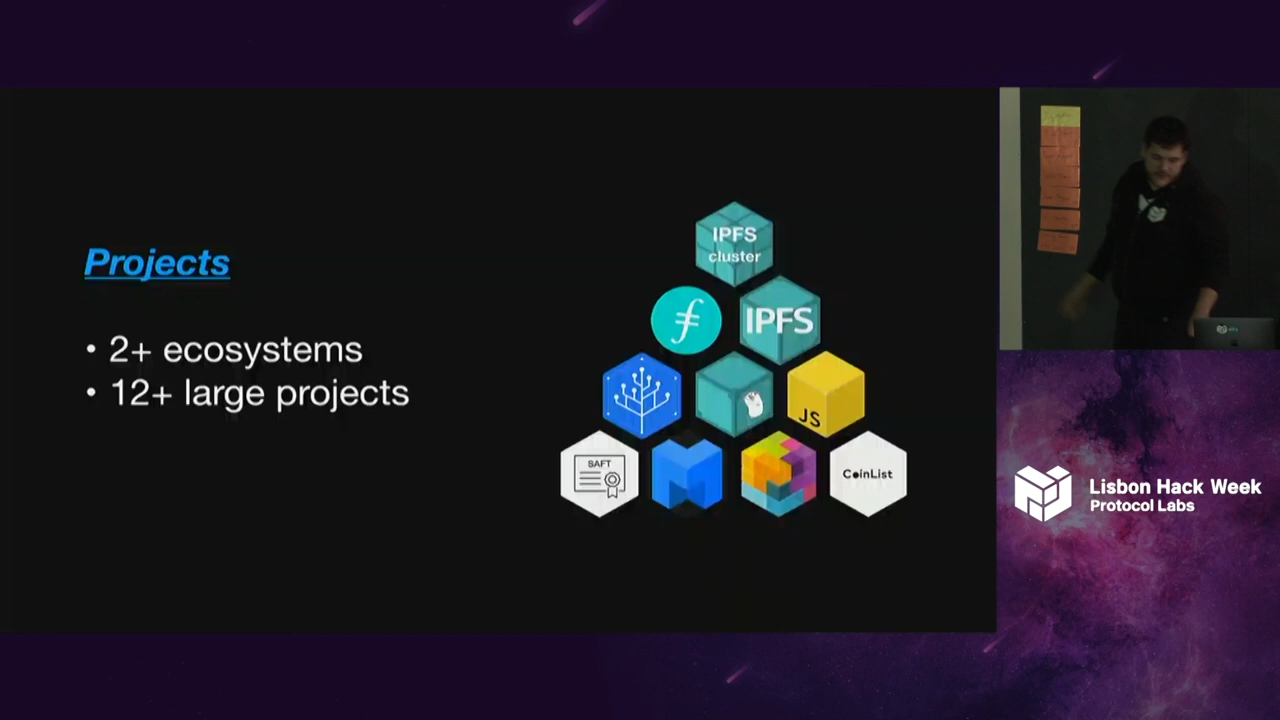 Projects
• 2+ ecosystems
• 12+ large projects
IPFS
cluster
IPFS
JS
SAFT
CoinList
Lisbon Hack Week
Protocol Labs